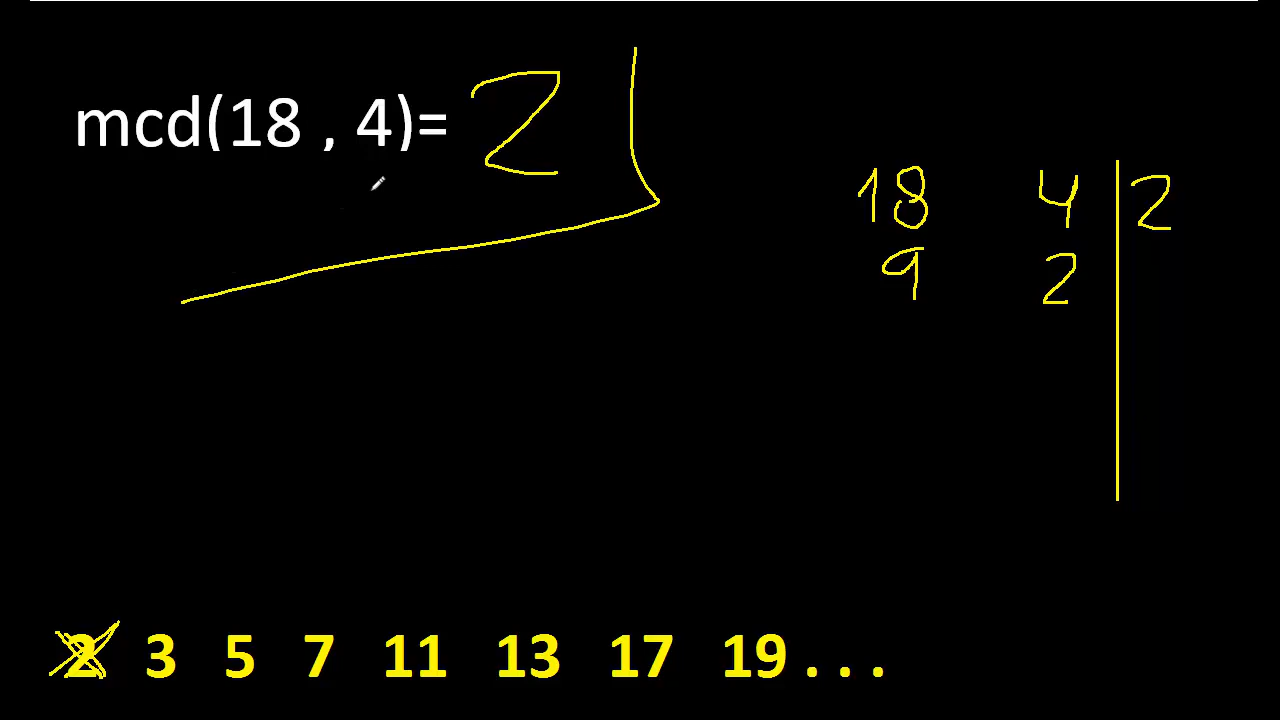 mcd(18 , 4)= 2
18 4 2
9 2
2 3 5 7 11 13 17 19 . . .